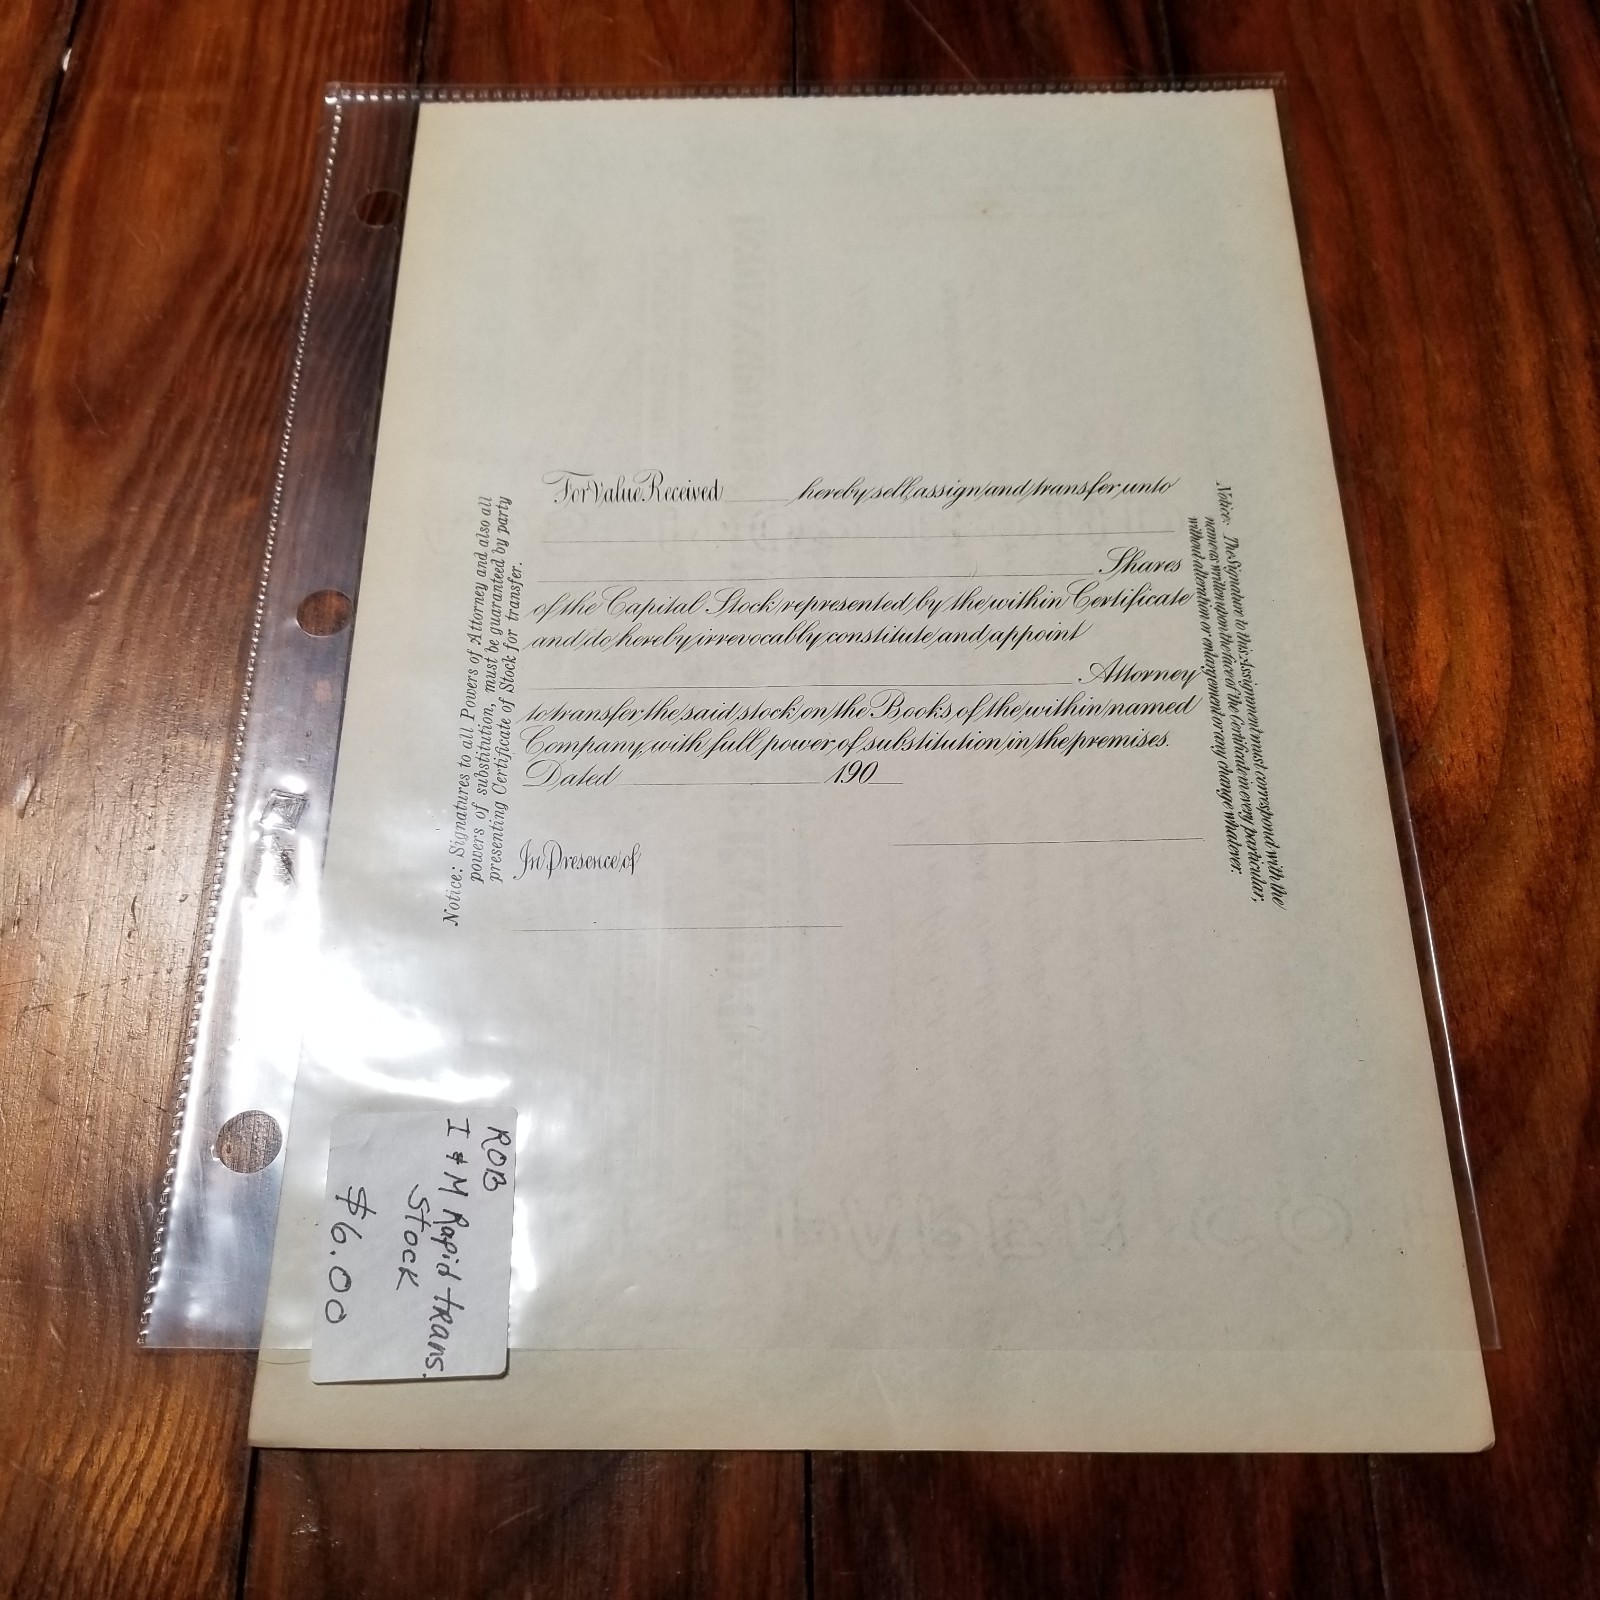 For Value Received hereby sell, assign and transfer unto
Shares
of the Capital Stock represented by the within Certificate
and do hereby irrevocably constitute and appoint
Attorney
to transfer the said stock on the Books of the within named
Company, with full power of substitution in the premises.
Dated 190
In Presence of
Notice: Signatures to all Powers of Attorney and also all
powers of substitution, must be guaranteed by party
presenting Certificate of Stock for transfer.
Notice: The Signature to this Assignment must correspond with the
name as written upon the face of the Certificate in every particular,
without alteration or enlargement or any change whatever.
ROB
I & M Rapid tRans.
Stock
$6.00